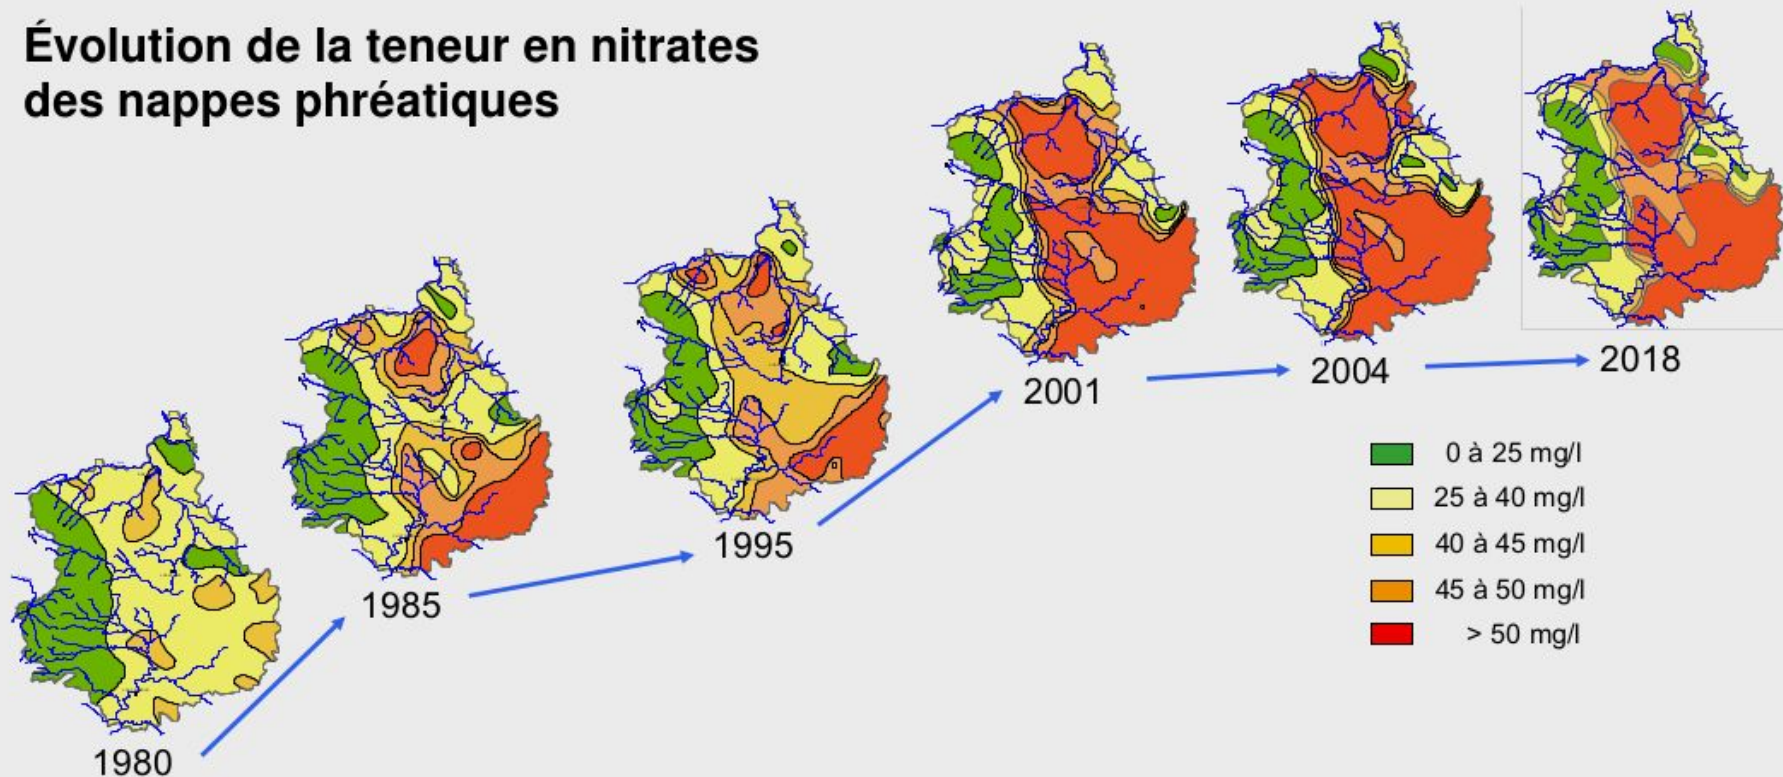 Évolution de la teneur en nitrates
des nappes phréatiques
1980
1985
1995
2001
2004
2018
0 à 25 mg/l
25 à 40 mg/l
40 à 45 mg/l
45 à 50 mg/l
> 50 mg/l